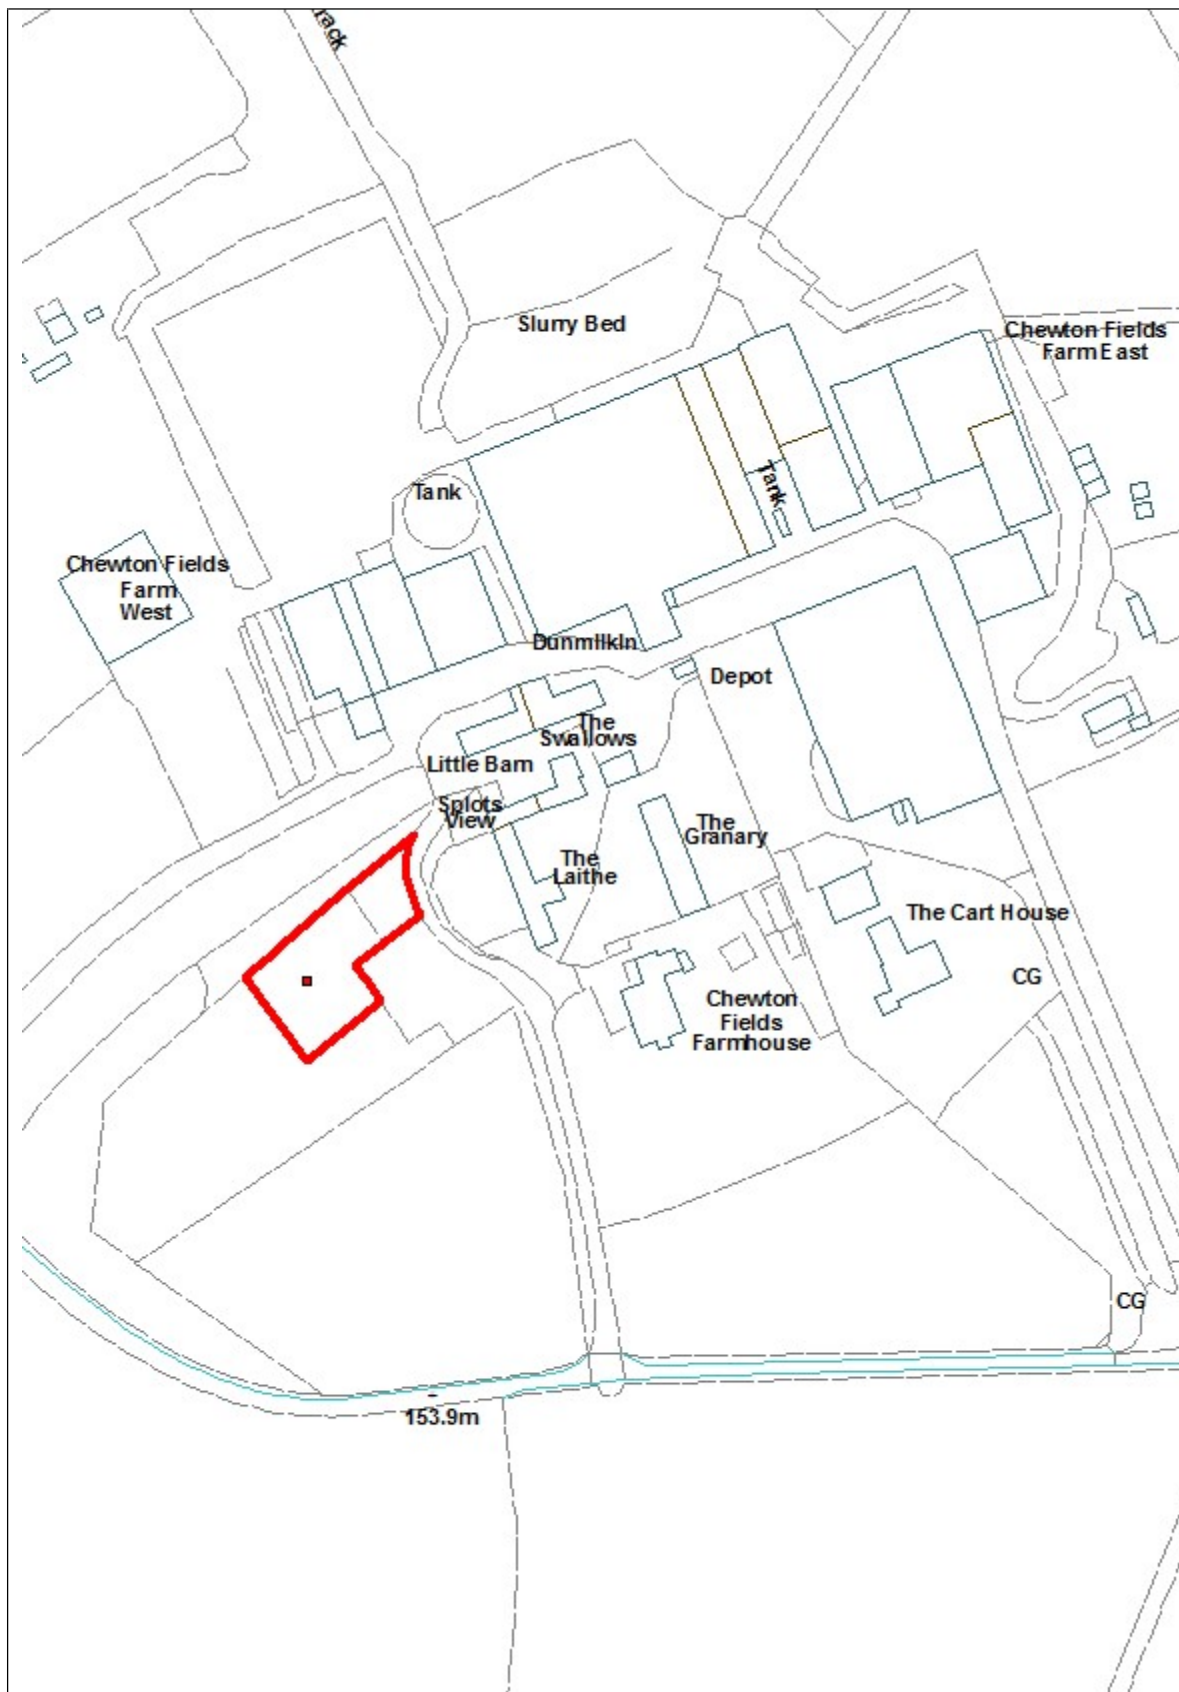 Slurry Bed
Chewton Fields
Farm East
Tank
Tank
Chewton Fields
Farm
West
Dunmilkin
Depot
The
Swallows
Little Barn
Splots
View
The
Granary
The
Laithe
The Cart House
CG
Chewton
Fields
Farmhouse
CG
153.9m